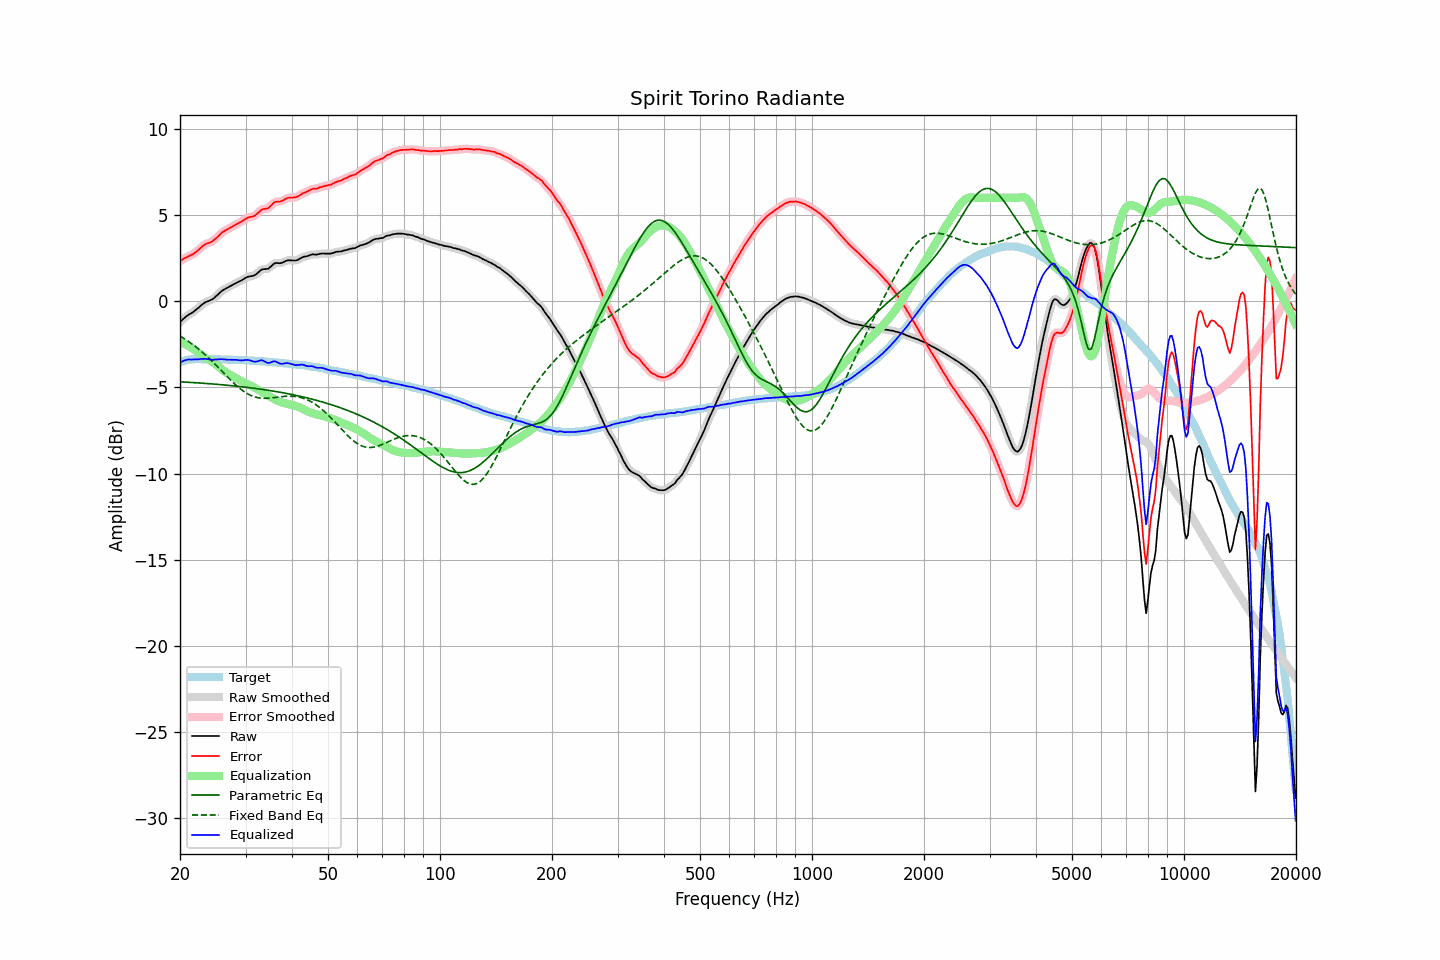 Spirit Torino Radiante
Amplitude (dBr)
10
5
0
−5
−10
−15
−20
−25
−30
Target
Raw Smoothed
Error Smoothed
Raw
Error
Equalization
Parametric Eq
Fixed Band Eq
Equalized
20 50 100 200 500 1000 2000 5000 10000 20000
Frequency (Hz)